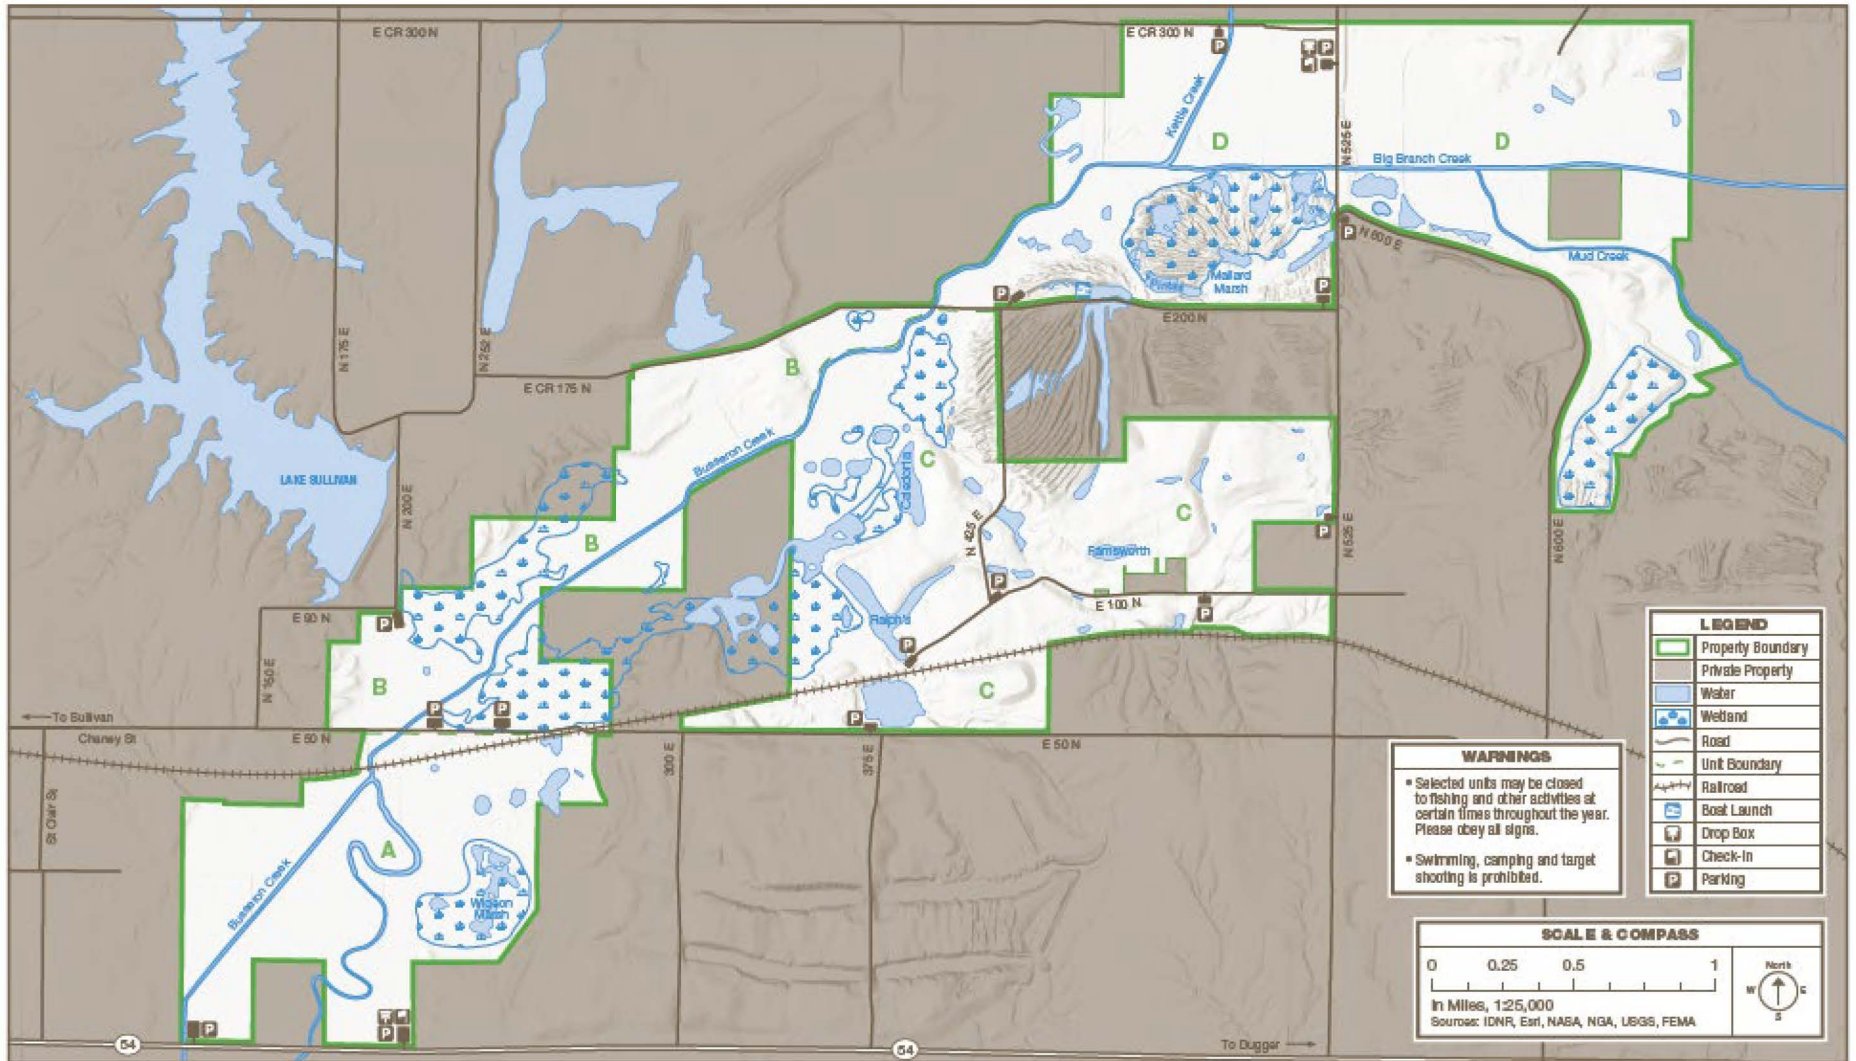 E CR 300 N
E CR 300 N
Kettle Creek
D
D
N 525 E
Big Branch Creek
N 600 E
Mud Creek
Mallard
Marsh
Pintail
E 200 N
N 175 E
N 252 E
E CR 175 N
B
Busseron Creek
C
Caledonia
LAKE SULLIVAN
N 200 E
B
C
N 425 E
N 525 E
N 600 E
Farnsworth
E 90 N
E 100 N
Ralph's
N 150 E
B
C
To Sullivan
Chaney St
E 50 N
E 50 N
300 E
375 E
St Clair St
A
Busseron Creek
Wigeon
Marsh
54
54
To Dugger
LEGEND
Property Boundary
Private Property
Water
Wetland
Road
Unit Boundary
Railroad
Boat Launch
Drop Box
Check-In
P Parking
WARNINGS
• Selected units may be closed
to fishing and other activities at
certain times throughout the year.
Please obey all signs.
• Swimming, camping and target
shooting is prohibited.
SCALE & COMPASS
0 0.25 0.5 1
In Miles, 1:25,000
Sources: IDNR, Esri, NASA, NGA, USGS, FEMA
North
W E
S